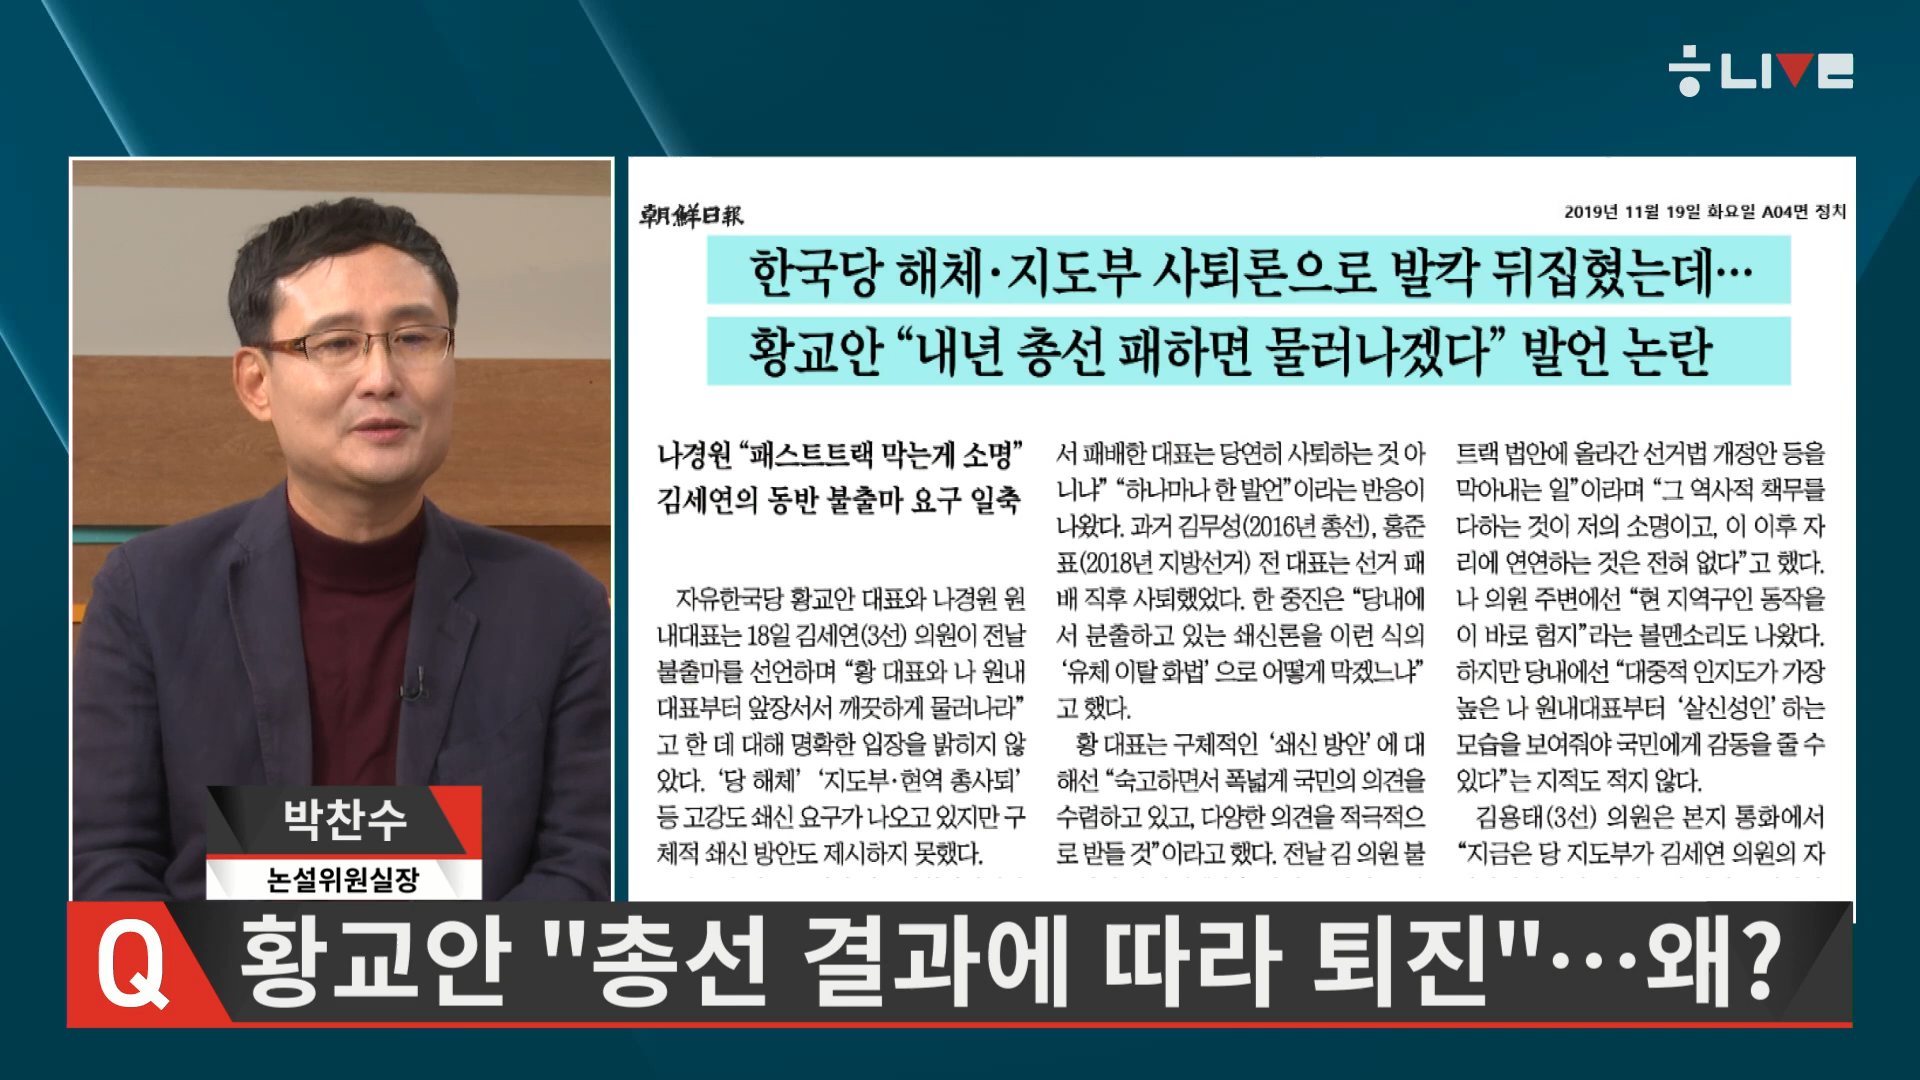 LIVE
朝鮮日報
2019년 11월 19일 화요일 A04면 정치
한국당 해체·지도부 사퇴론으로 발칵 뒤집혔는데…
황교안 “내년 총선 패하면 물러나겠다” 발언 논란
나경원 “패스트트랙 막는게 소명”
김세연의 동반 불출마 요구 일축
자유한국당 황교안 대표와 나경원 원
내대표는 18일 김세연(3선) 의원이 전날
불출마를 선언하며 “황 대표와 나 원내
대표부터 앞장서서 깨끗하게 물러나라”
고 한 데 대해 명확한 입장을 밝히지 않
았다. ‘당 해체’ ‘지도부·현역 총사퇴’
등 고강도 쇄신 요구가 나오고 있지만 구
체적 쇄신 방안도 제시하지 못했다.
서 패배한 대표는 당연히 사퇴하는 것 아
니냐” “하나마나 한 발언”이라는 반응이
나왔다. 과거 김무성(2016년 총선), 홍준
표(2018년 지방선거) 전 대표는 선거 패
배 직후 사퇴했었다. 한 중진은 “당내에
서 분출하고 있는 쇄신론을 이런 식의
‘유체 이탈 화법’으로 어떻게 막겠느냐”
고 했다.
황 대표는 구체적인 ‘쇄신 방안’에 대
해선 “숙고하면서 폭넓게 국민의 의견을
수렴하고 있고, 다양한 의견을 적극적으
로 받들 것”이라고 했다. 전날 김 의원 불
트랙 법안에 올라간 선거법 개정안 등을
막아내는 일”이라며 “그 역사적 책무를
다하는 것이 저의 소명이고, 이 이후 자
리에 연연하는 것은 전혀 없다”고 했다.
나 의원 주변에선 “현 지역구인 동작을
이 바로 험지”라는 볼멘소리도 나왔다.
하지만 당내에선 “대중적 인지도가 가장
높은 나 원내대표부터 ‘살신성인’하는
모습을 보여줘야 국민에게 감동을 줄 수
있다”는 지적도 적지 않다.
김용태(3선) 의원은 본지 통화에서
“지금은 당 지도부가 김세연 의원의 자
박찬수
논설위원실장
Q 황교안 "총선 결과에 따라 퇴진"…왜?